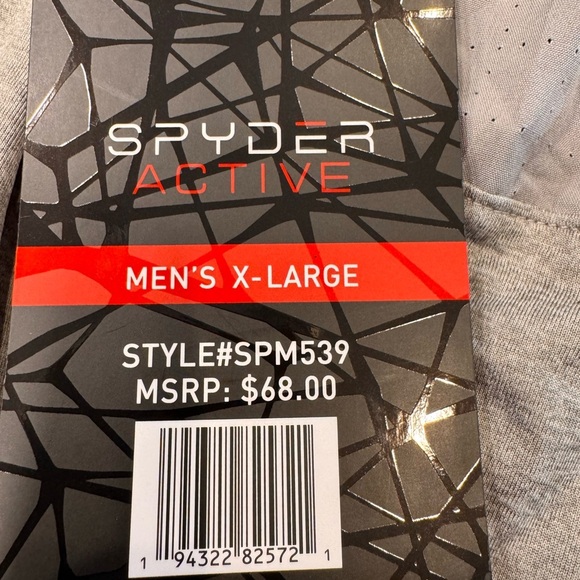 SPYDER
ACTIVE
MEN'S X-LARGE
STYLE#SPM539
MSRP: $68.00
1 94322 82572 1